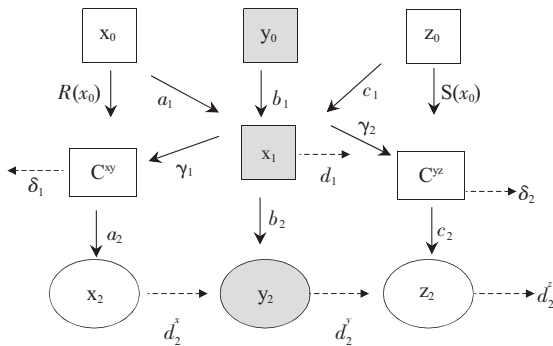 x₀ y₀ z₀
R(x₀) a₁ b₁ c₁ S(x₀)
γ₂
Cˣʸ γ₁ x₁ d₁ Cʸᶻ
δ₁ δ₂
a₂ b₂ c₂
x₂ y₂ z₂ d₂ᶻ
d₂ˣ d₂ʸ